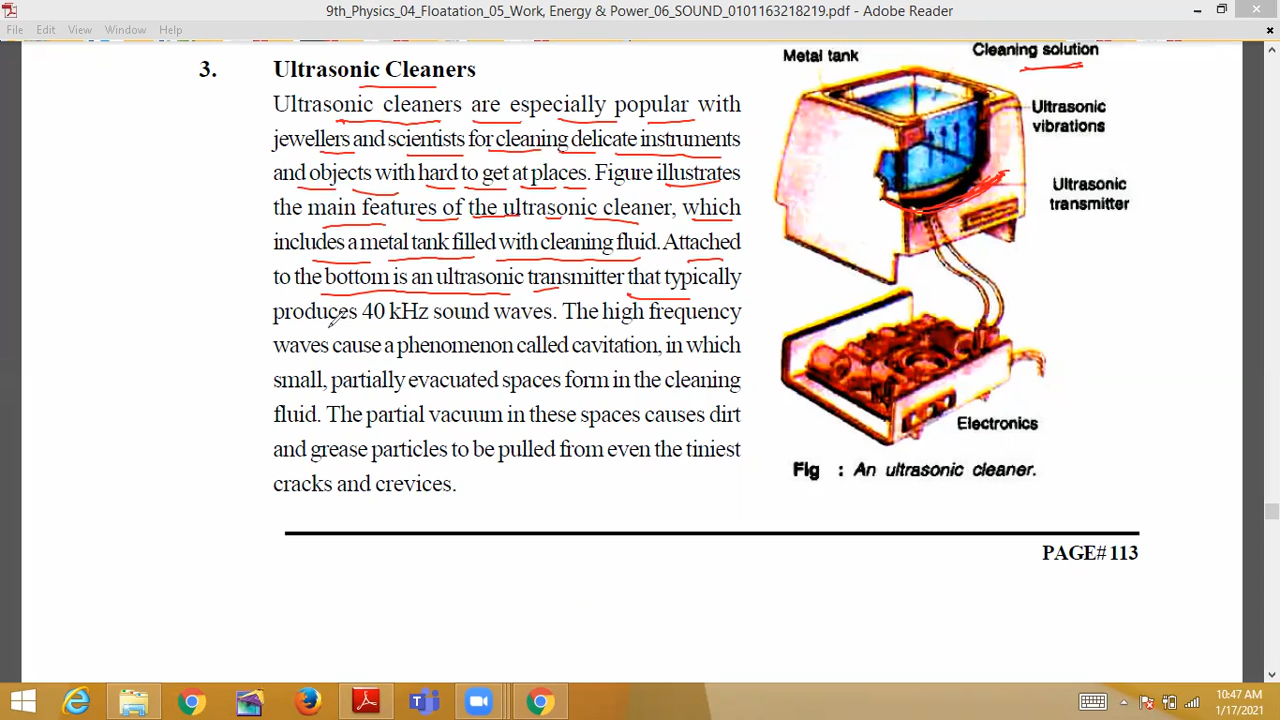 9th_Physics_04_Floatation_05_Work, Energy & Power_06_SOUND_0101163218219.pdf - Adobe Reader
File Edit View Window Help
3. Ultrasonic Cleaners
Ultrasonic cleaners are especially popular with
jewellers and scientists for cleaning delicate instruments
and objects with hard to get at places. Figure illustrates
the main features of the ultrasonic cleaner, which
includes a metal tank filled with cleaning fluid. Attached
to the bottom is an ultrasonic transmitter that typically
produces 40 kHz sound waves. The high frequency
waves cause a phenomenon called cavitation, in which
small, partially evacuated spaces form in the cleaning
fluid. The partial vacuum in these spaces causes dirt
and grease particles to be pulled from even the tiniest
cracks and crevices.
Metal tank
Cleaning solution
Ultrasonic
vibrations
Ultrasonic
transmitter
Electronics
Fig : An ultrasonic cleaner.
PAGE# 113
10:47 AM
1/17/2021